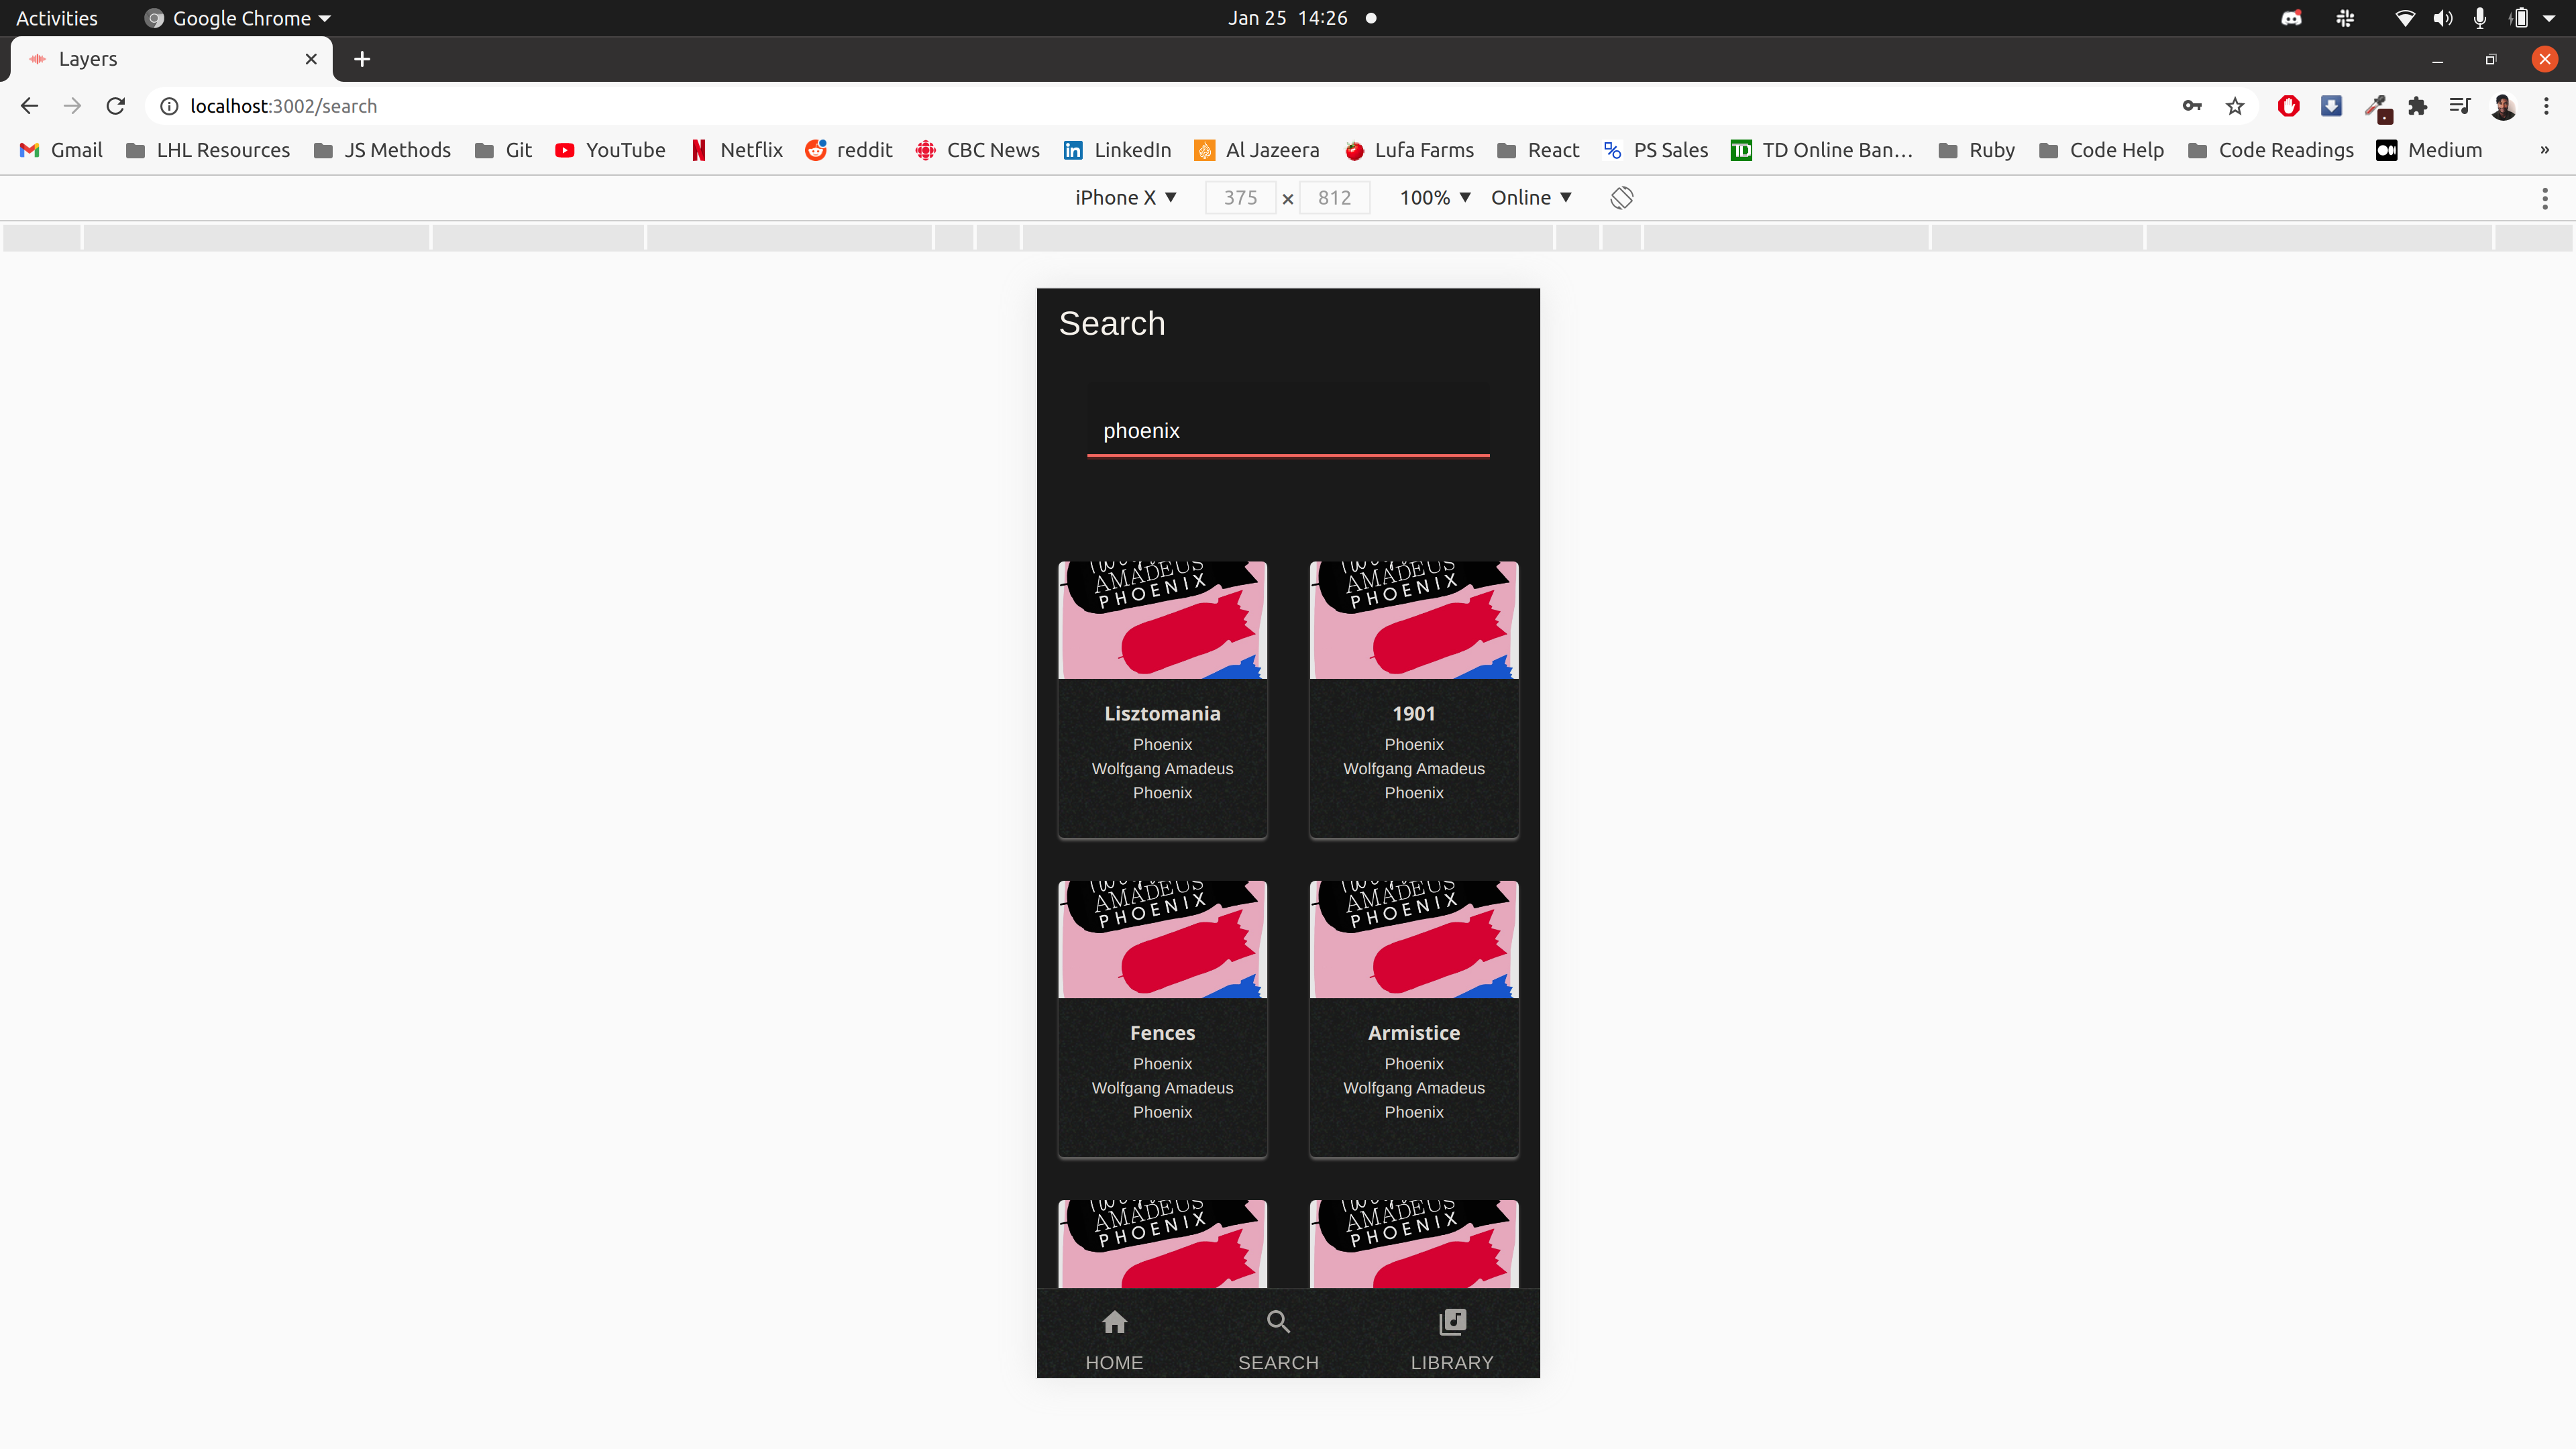 Activities Google Chrome Jan 25 14:26
Layers
localhost:3002/search
Gmail LHL Resources JS Methods Git YouTube Netflix reddit CBC News LinkedIn Al Jazeera Lufa Farms React PS Sales TD Online Ban… Ruby Code Help Code Readings Medium »
iPhone X 375 × 812 100% Online
Search
phoenix
AMADEUS AMADEUS
PHOENIX PHOENIX
Lisztomania 1901
Phoenix Phoenix
Wolfgang Amadeus Wolfgang Amadeus
Phoenix Phoenix
AMADEUS AMADEUS
PHOENIX PHOENIX
Fences Armistice
Phoenix Phoenix
Wolfgang Amadeus Wolfgang Amadeus
Phoenix Phoenix
AMADEUS AMADEUS
PHOENIX PHOENIX
HOME SEARCH LIBRARY